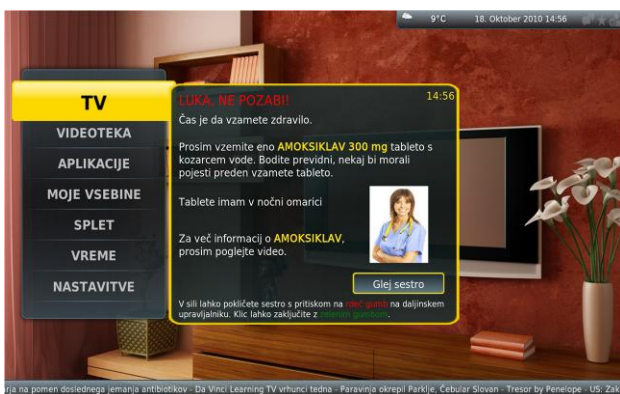 9°C 18. Oktober 2010 14:56
TV
VIDEOTEKA
APLIKACIJE
MOJE VSEBINE
SPLET
VREME
NASTAVITVE
LUKA, NE POZABI! 14:56
Čas je da vzamete zdravilo.
Prosim vzemite eno AMOKSIKLAV 300 mg tableto s
kozarcem vode. Bodite previdni, nekaj bi morali
pojesti preden vzamete tableto.
Tablete imam v nočni omarici
Za več informacij o AMOKSIKLAV,
prosim poglejte video.
Glej sestro
V sili lahko pokličete sestro s pritiskom na rdeč gumb na daljinskem
upravljalniku. Klic lahko zaključite z zelenim gumbom.
rja na pomen doslednega jemanja antibiotikov - Da Vinci Learning TV vrhunci tedna - Paravinja okrepil Parklje, Čebular Slovan - Tresor by Penelope - US: Zak